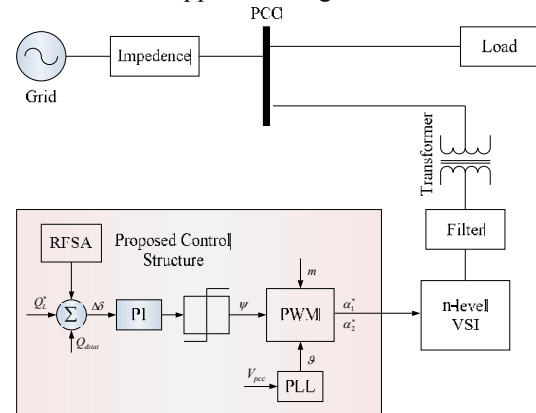 PCC
Impedence
Load
Grid
Transformer
Filter
n-level
VSI
RFSA
Proposed Control
Structure
m
Q*L
Σ
Δδ
PI
ψ
PWM
α*1
α*2
Qdstat
ϑ
Vpcc
PLL